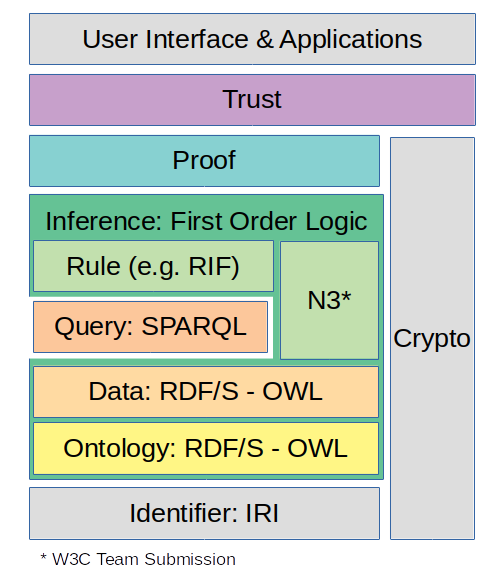 User Interface & Applications
Trust
Proof
Inference: First Order Logic
Rule (e.g. RIF)
N3*
Query: SPARQL
Crypto
Data: RDF/S - OWL
Ontology: RDF/S - OWL
Identifier: IRI
* W3C Team Submission